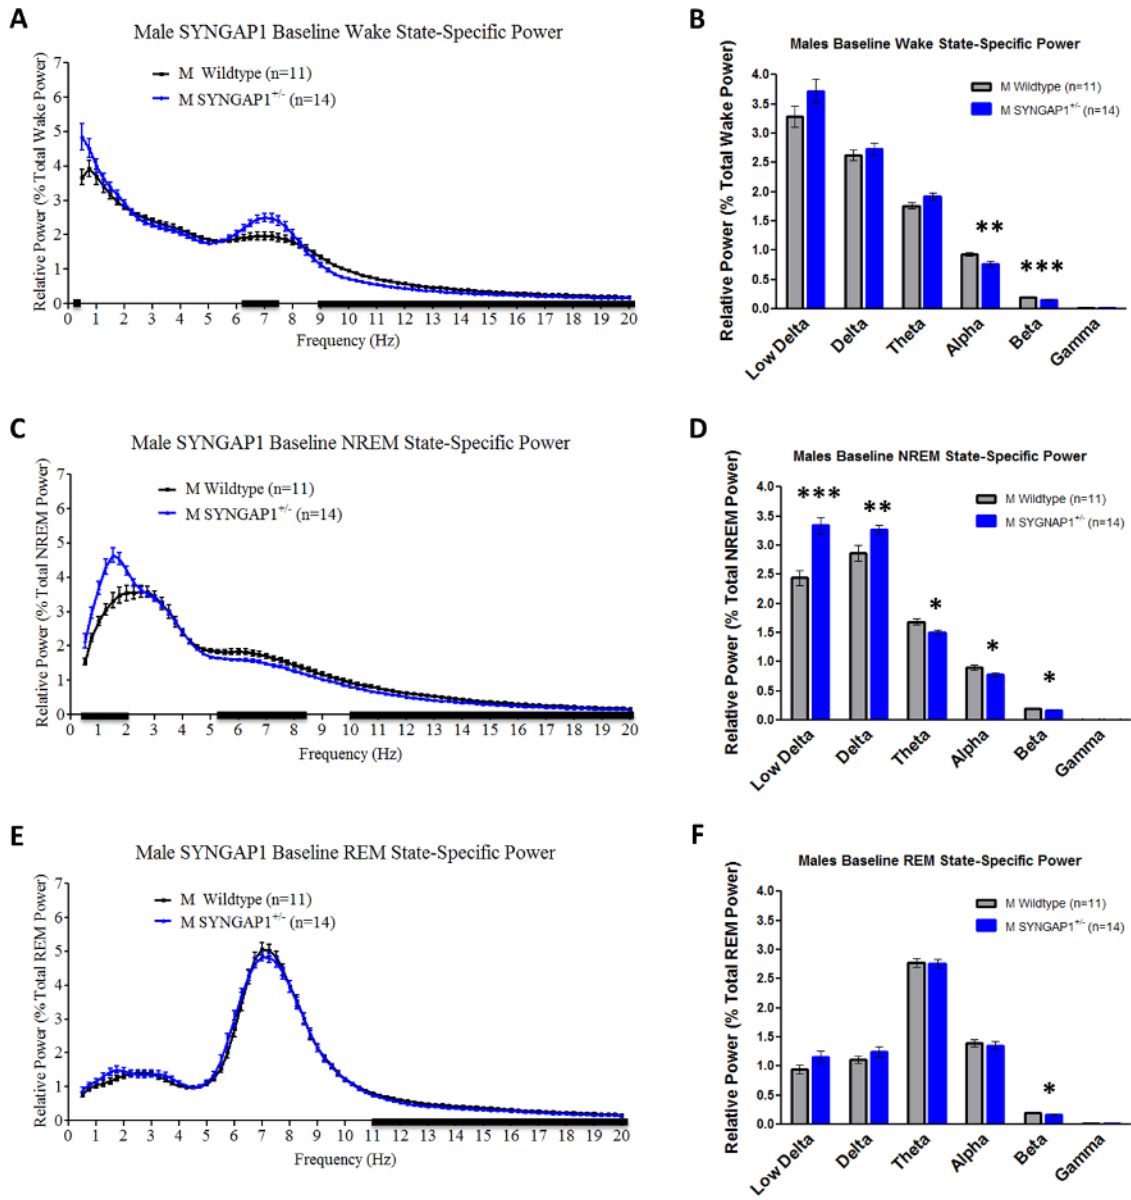 A
Male SYNGAP1 Baseline Wake State-Specific Power
M Wildtype (n=11)
M SYNGAP1+/- (n=14)
Relative Power (% Total Wake Power)
7
6
5
4
3
2
1
0
0 1 2 3 4 5 6 7 8 9 10 11 12 13 14 15 16 17 18 19 20
Frequency (Hz)
B
Males Baseline Wake State-Specific Power
M Wildtype (n=11)
M SYNGAP1+/- (n=14)
Relative Power (% Total Wake Power)
4.0
3.5
3.0
2.5
2.0
1.5
1.0
0.5
0.0
**
***
Low Delta Delta Theta Alpha Beta Gamma
C
Male SYNGAP1 Baseline NREM State-Specific Power
M Wildtype (n=11)
M SYNGAP1+/- (n=14)
Relative Power (% Total NREM Power)
7
6
5
4
3
2
1
0
0 1 2 3 4 5 6 7 8 9 10 11 12 13 14 15 16 17 18 19 20
Frequency (Hz)
D
Males Baseline NREM State-Specific Power
M Wildtype (n=11)
M SYGNAP1+/- (n=14)
Relative Power (% Total NREM Power)
4.0
3.5
3.0
2.5
2.0
1.5
1.0
0.5
0.0
***
**
*
*
*
Low Delta Delta Theta Alpha Beta Gamma
E
Male SYNGAP1 Baseline REM State-Specific Power
M Wildtype (n=11)
M SYNGAP1+/- (n=14)
Relative Power (% Total REM Power)
7
6
5
4
3
2
1
0
0 1 2 3 4 5 6 7 8 9 10 11 12 13 14 15 16 17 18 19 20
Frequency (Hz)
F
Males Baseline REM State-Specific Power
M Wildtype (n=11)
M SYNGAP1+/- (n=14)
Relative Power (% Total REM Power)
4.0
3.5
3.0
2.5
2.0
1.5
1.0
0.5
0.0
*
Low Delta Delta Theta Alpha Beta Gamma